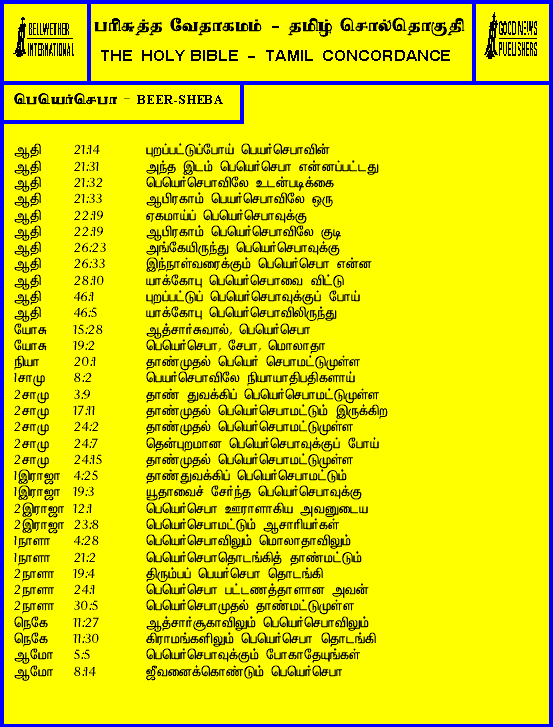 BELLWETHER
INTERNATIONAL
பரிசுத்த வேதாகமம் - தமிழ் சொல்தொகுதி
THE HOLY BIBLE - TAMIL CONCORDANCE
GOOD NEWS
PUBLISHERS
பெயெர்செபா - BEER-SHEBA
ஆதி 21:14 புறப்பட்டுப்போய் பெயர்செபாவின்
ஆதி 21:31 அந்த இடம் பெயெர்செபா என்னப்பட்டது
ஆதி 21:32 பெயெர்செபாவிலே உடன்படிக்கை
ஆதி 21:33 ஆபிரகாம் பெயர்செபாவிலே ஒரு
ஆதி 22:19 ஏகமாய்ப் பெயெர்செபாவுக்கு
ஆதி 22:19 ஆபிரகாம் பெயெர்செபாவிலே குடி
ஆதி 26:23 அங்கேயிருந்து பெயெர்செபாவுக்கு
ஆதி 26:33 இந்நாள்வரைக்கும் பெயெர்செபா என்ன
ஆதி 28:10 யாக்கோபு பெயெர்செபாவை விட்டு
ஆதி 46:1 புறப்பட்டுப் பெயெர்செபாவுக்குப் போய்
ஆதி 46:5 யாக்கோபு பெயெர்செபாவிலிருந்து
யோசு 15:28 ஆத்சார்சுவால், பெயெர்செபா
யோசு 19:2 பெயெர்செபா, சேபா, மொலாதா
நியா 20:1 தாண்முதல் பெயெர் செபாமட்டுமுள்ள
1சாமு 8:2 பெயர்செபாவிலே நியாயாதிபதிகளாய்
2சாமு 3:9 தாண் துவக்கிப் பெயெர்செபாமட்டுமுள்ள
2சாமு 17:11 தாண்முதல் பெயெர்செபாமட்டும் இருக்கிற
2சாமு 24:2 தாண்முதல் பெயெர்செபாமட்டுமுள்ள
2சாமு 24:7 தென்புறமான பெயெர்செபாவுக்குப் போய்
2சாமு 24:15 தாண்முதல் பெயெர்செபாமட்டுமுள்ள
1இராஜா 4:25 தாண்துவக்கிப் பெயெர்செபாமட்டும்
1இராஜா 19:3 யூதாவைச் சேர்ந்த பெயெர்செபாவுக்கு
2இராஜா 12:1 பெயெர்செபா ஊராளாகிய அவனுடைய
2இராஜா 23:8 பெயெர்செபாமட்டும் ஆசாரியர்கள்
1நாளா 4:28 பெயெர்செபாவிலும் மொலாதாவிலும்
1நாளா 21:2 பெயெர்செபாதொடங்கித் தாண்மட்டும்
2நாளா 19:4 திரும்பப் பெயர்செபா தொடங்கி
2நாளா 24:1 பெயெர்செபா பட்டணத்தாளான அவன்
2நாளா 30:5 பெயெர்செபாமுதல் தாண்மட்டுமுள்ள
நெகே 11:27 ஆத்சார்சூகாவிலும் பெயெர்செபாவிலும்
நெகே 11:30 கிராமங்களிலும் பெயெர்செபா தொடங்கி
ஆமோ 5:5 பெயெர்செபாவுக்கும் போகாதேயுங்கள்
ஆமோ 8:14 ஜீவனைக்கொண்டும் பெயெர்செபா